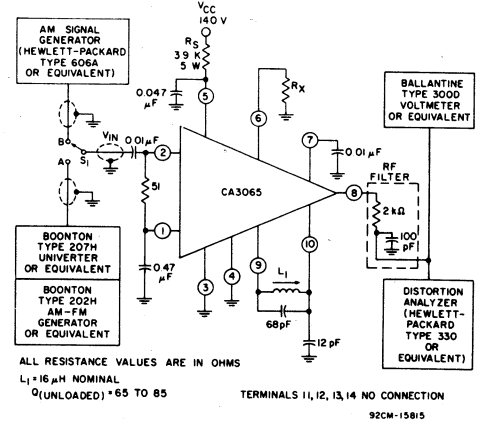 AM SIGNAL
GENERATOR
(HEWLETT-PACKARD
TYPE 606A
OR EQUIVALENT)
VCC
140 V
RS
3.9 K
5 W
0.047
μF
5
6
RX
7
0.01 μF
BALLANTINE
TYPE 300D
VOLTMETER
OR EQUIVALENT
B
A
S1
VIN
0.01 μF
2
51
1
0.47
μF
CA3065
8
RF
FILTER
2 kΩ
100
pF
3
4
9
10
L1
68pF
12 pF
BOONTON
TYPE 207H
UNIVERTER
OR EQUIVALENT
BOONTON
TYPE 202H
AM-FM
GENERATOR
OR EQUIVALENT
DISTORTION
ANALYZER
(HEWLETT-
PACKARD
TYPE 330
OR
EQUIVALENT)
ALL RESISTANCE VALUES ARE IN OHMS
L1 = 16 μH NOMINAL
Q(UNLOADED) = 65 TO 85
TERMINALS 11, 12, 13, 14 NO CONNECTION
92CM-15815